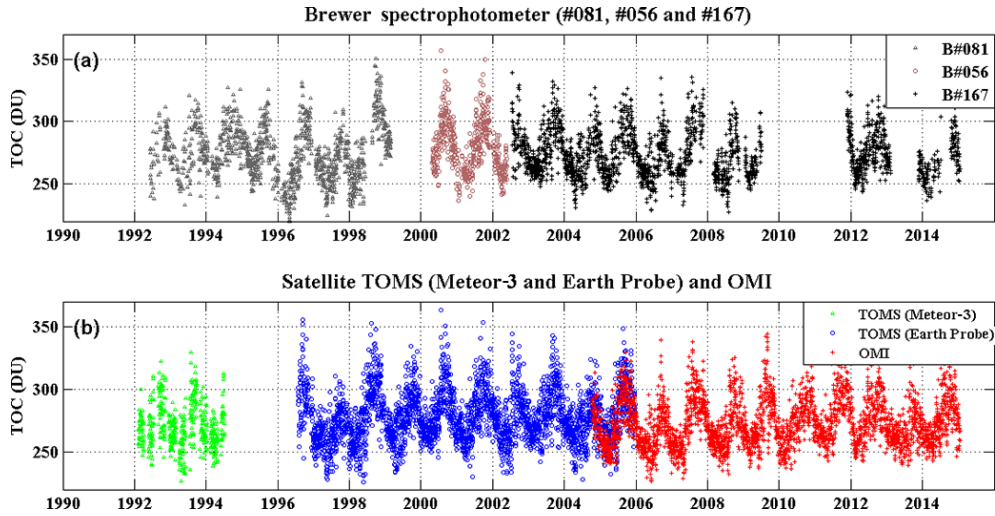 Brewer spectrophotometer (#081, #056 and #167)
(a)
B#081
B#056
B#167
TOC (DU)
350
300
250
1990 1992 1994 1996 1998 2000 2002 2004 2006 2008 2010 2012 2014
Satellite TOMS (Meteor-3 and Earth Probe) and OMI
(b)
TOMS (Meteor-3)
TOMS (Earth Probe)
OMI
TOC (DU)
350
300
250
1990 1992 1994 1996 1998 2000 2002 2004 2006 2008 2010 2012 2014